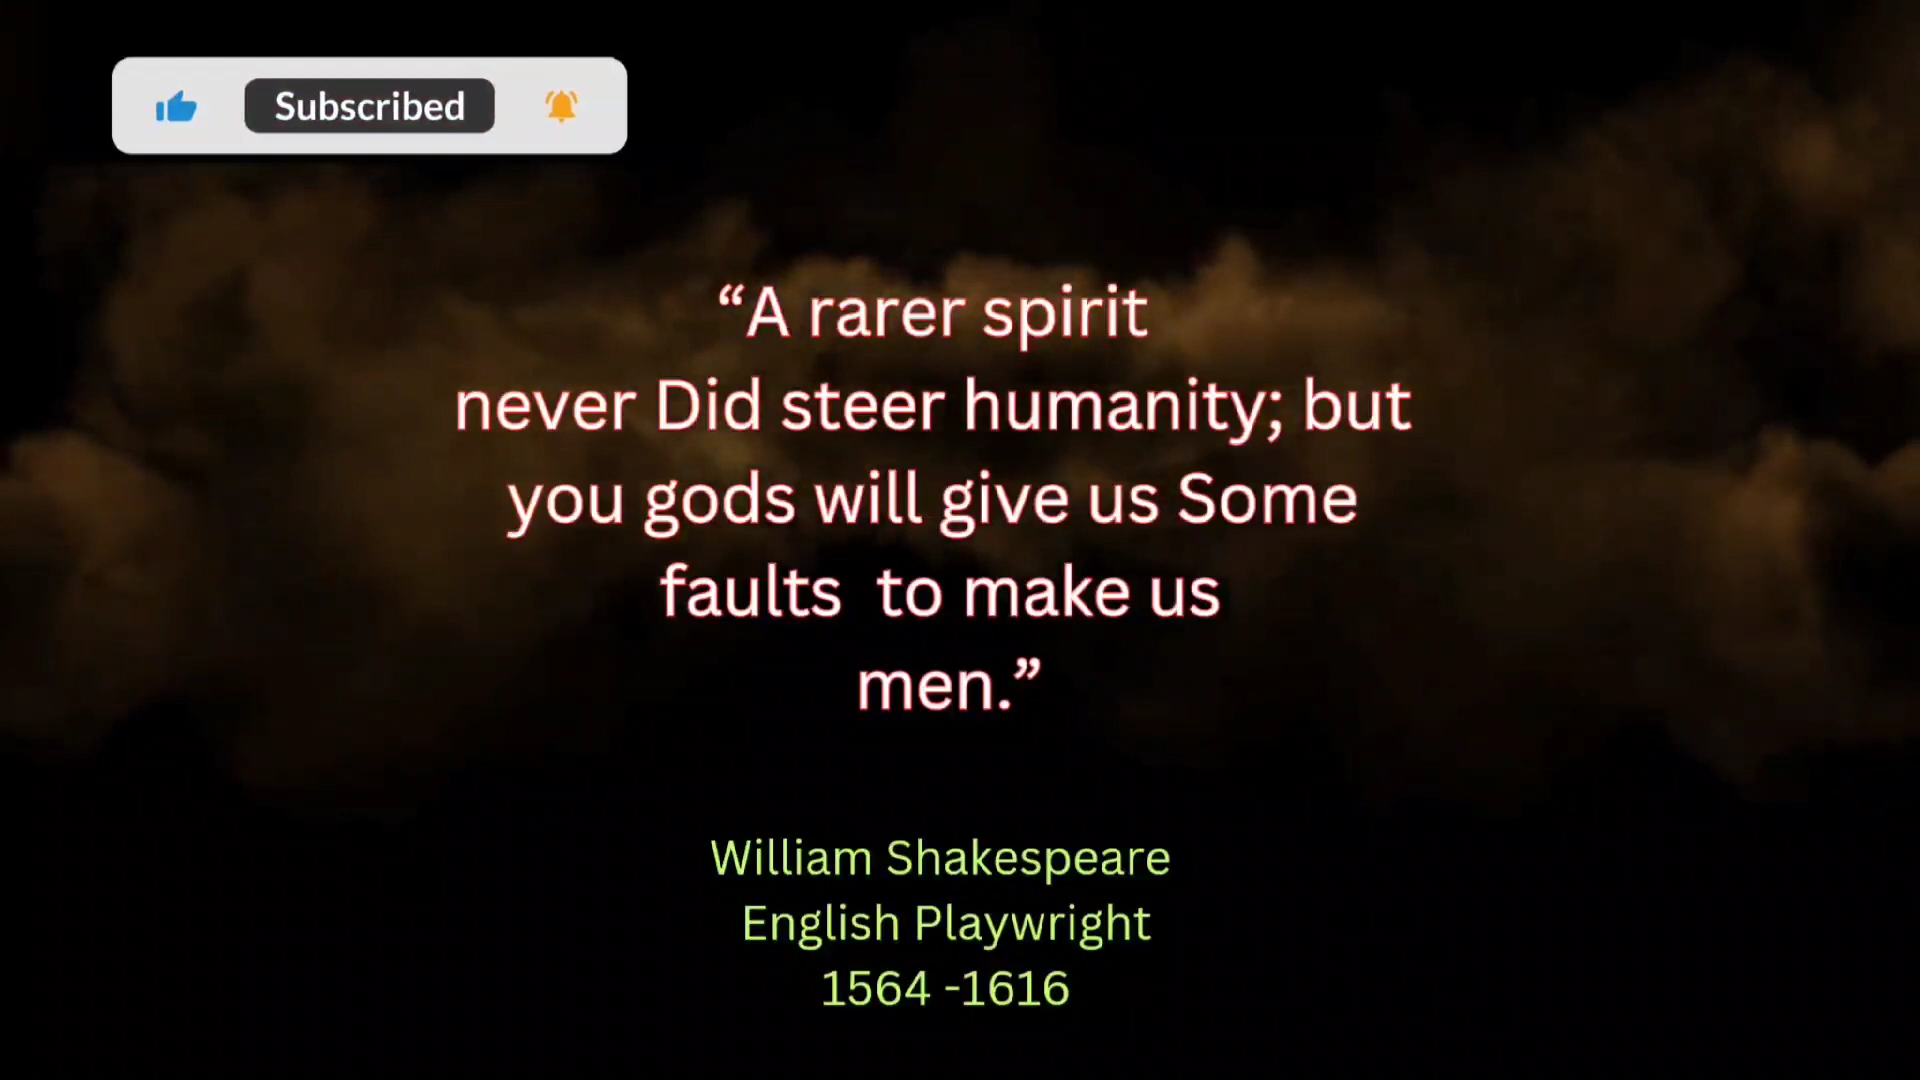 Subscribed
“A rarer spirit
never Did steer humanity; but
you gods will give us Some
faults  to make us
men.”
William Shakespeare
English Playwright
1564 -1616